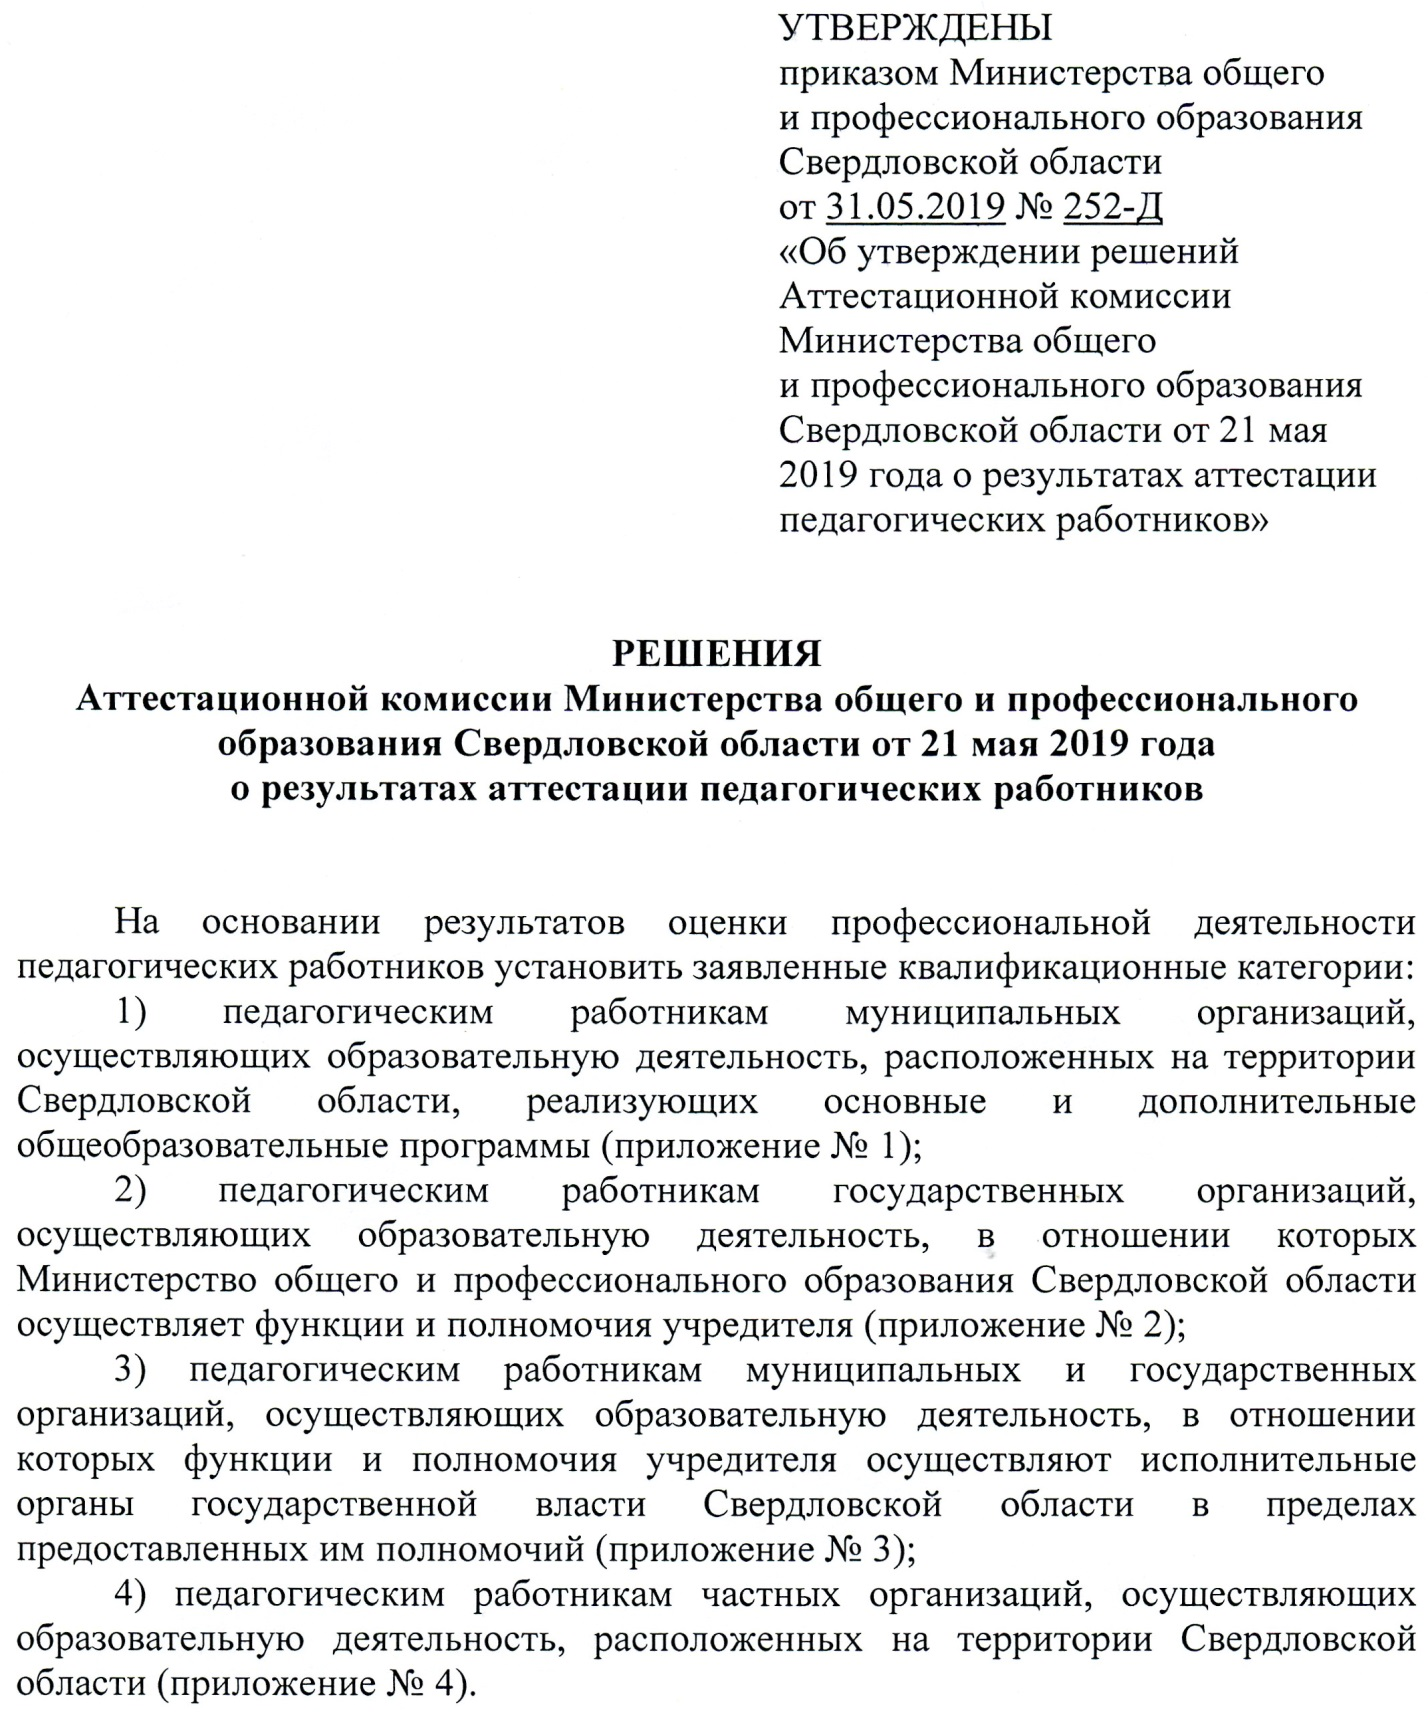 УТВЕРЖДЕНЫ
приказом Министерства общего
и профессионального образования
Свердловской области
от 31.05.2019 № 252-Д
«Об утверждении решений
Аттестационной комиссии
Министерства общего
и профессионального образования
Свердловской области от 21 мая
2019 года о результатах аттестации
педагогических работников»
РЕШЕНИЯ
Аттестационной комиссии Министерства общего и профессионального
образования Свердловской области от 21 мая 2019 года
о результатах аттестации педагогических работников
На основании результатов оценки профессиональной деятельности
педагогических работников установить заявленные квалификационные категории:
1) педагогическим работникам муниципальных организаций,
осуществляющих образовательную деятельность, расположенных на территории
Свердловской области, реализующих основные и дополнительные
общеобразовательные программы (приложение № 1);
2) педагогическим работникам государственных организаций,
осуществляющих образовательную деятельность, в отношении которых
Министерство общего и профессионального образования Свердловской области
осуществляет функции и полномочия учредителя (приложение № 2);
3) педагогическим работникам муниципальных и государственных
организаций, осуществляющих образовательную деятельность, в отношении
которых функции и полномочия учредителя осуществляют исполнительные
органы государственной власти Свердловской области в пределах
предоставленных им полномочий (приложение № 3);
4) педагогическим работникам частных организаций, осуществляющих
образовательную деятельность, расположенных на территории Свердловской
области (приложение № 4).